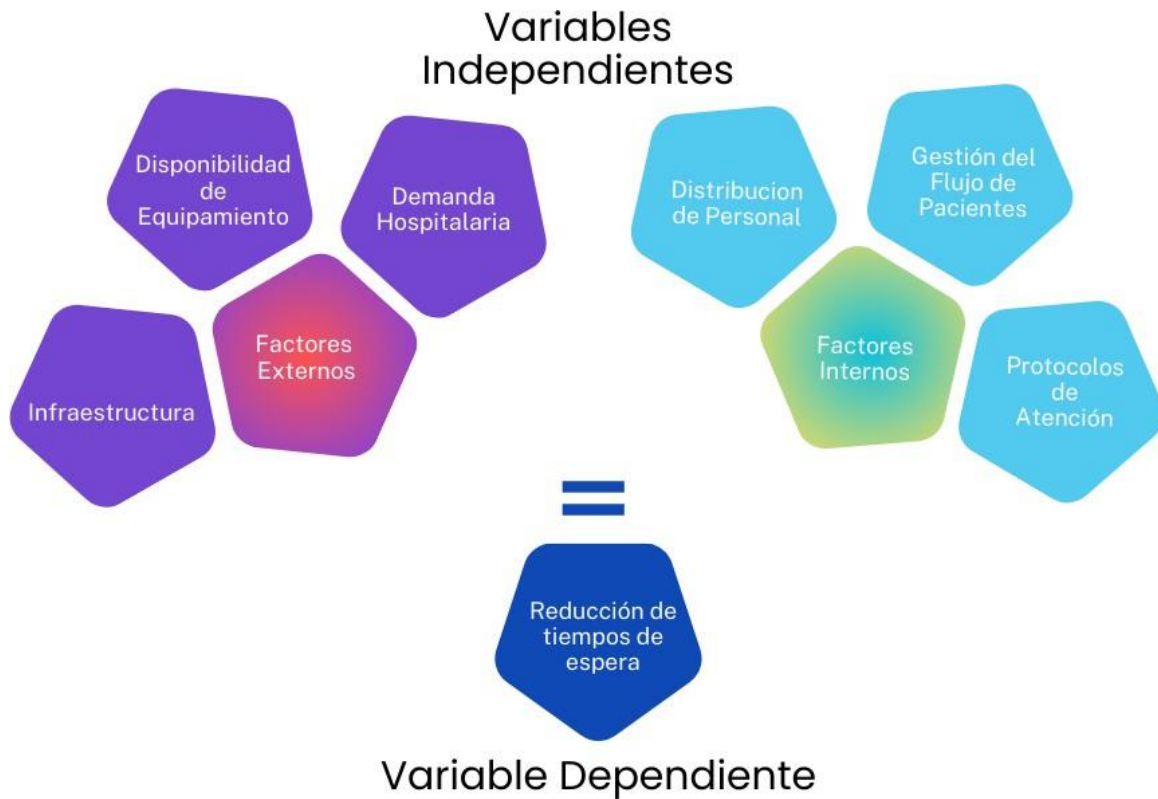 Variables
Independientes
Disponibilidad
de
Equipamiento
Demanda
Hospitalaria
Infraestructura
Factores
Externos
Distribucion
de Personal
Gestión del
Flujo de
Pacientes
Factores
Internos
Protocolos
de
Atención
=
Reducción de
tiempos de
espera
Variable Dependiente